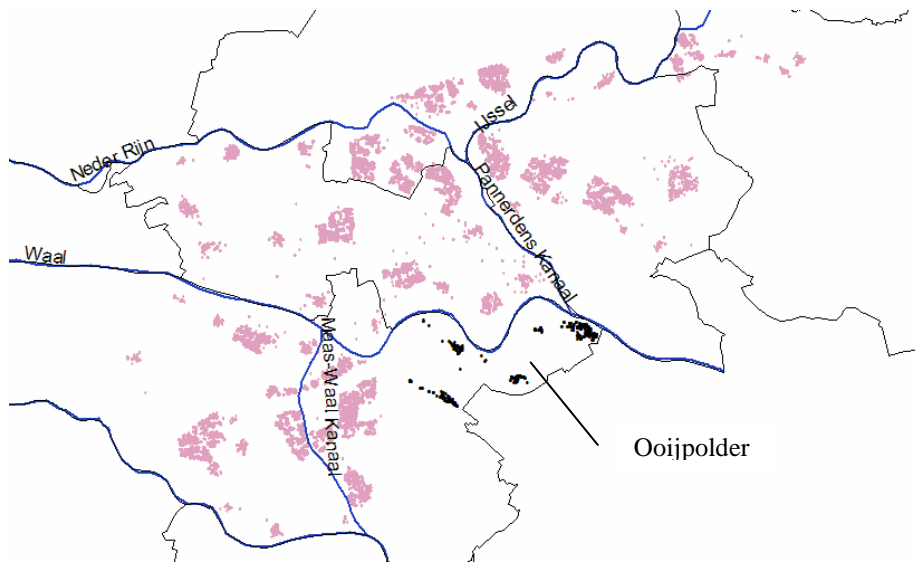 IJssel
Neder Rijn
Pannerdens Kanaal
Waal
Maas-Waal Kanaal
Ooijpolder